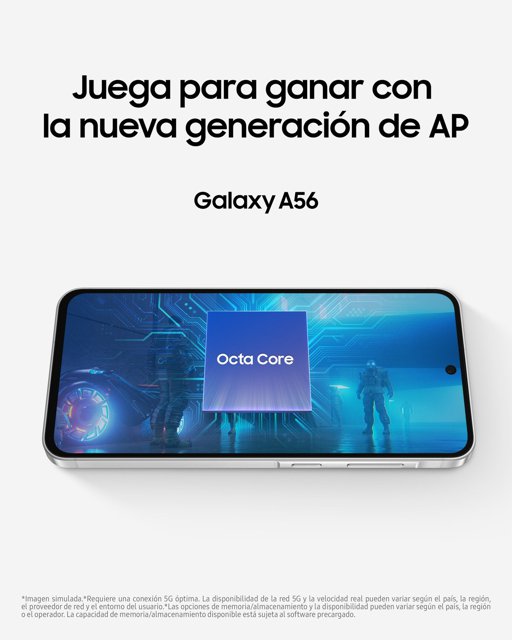 Juega para ganar con
la nueva generación de AP
Galaxy A56
Octa Core
*Imagen simulada.*Requiere una conexión 5G óptima. La disponibilidad de la red 5G y la velocidad real pueden variar según el país, la región,
el proveedor de red y el entorno del usuario.*Las opciones de memoria/almacenamiento y la disponibilidad pueden variar según el país, la región
o el operador. La capacidad de memoria/almacenamiento disponible está sujeta al software precargado.